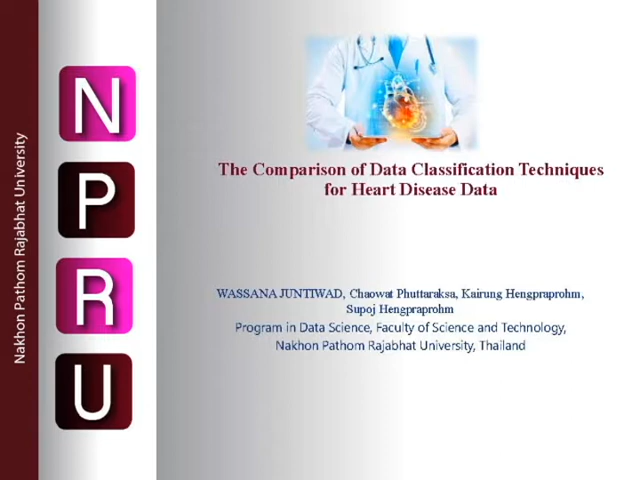 Nakhon Pathom Rajabhat University
N
P
R
U
The Comparison of Data Classification Techniques
for Heart Disease Data
WASSANA JUNTIWAD, Chaowat Phuttaraksa, Kairung Hengpraprohm,
Supoj Hengpraprohm
Program in Data Science, Faculty of Science and Technology,
Nakhon Pathom Rajabhat University, Thailand